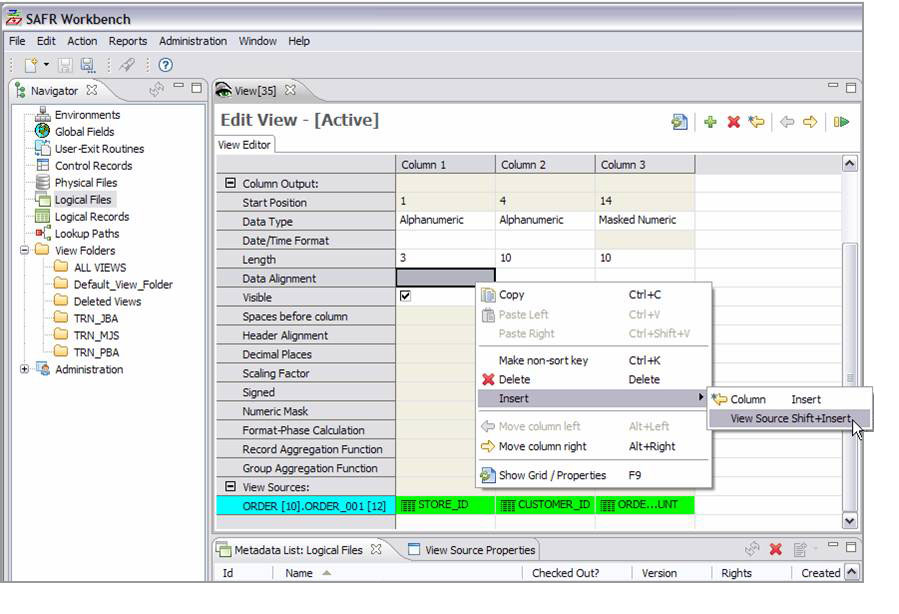 SAFR Workbench
File Edit Action Reports Administration Window Help
Navigator
Environments
Global Fields
User-Exit Routines
Control Records
Physical Files
Logical Files
Logical Records
Lookup Paths
View Folders
ALL VIEWS
Default_View_Folder
Deleted Views
TRN_JBA
TRN_MJS
TRN_PBA
Administration
View[35]
Edit View - [Active]
View Editor
Column 1 Column 2 Column 3
Column Output:
Start Position 1 4 14
Data Type Alphanumeric Alphanumeric Masked Numeric
Date/Time Format
Length 3 10 10
Data Alignment
Visible
Spaces before column
Header Alignment
Decimal Places
Scaling Factor
Signed
Numeric Mask
Format-Phase Calculation
Record Aggregation Function
Group Aggregation Function
View Sources:
ORDER [10].ORDER_001 [12] STORE_ID CUSTOMER_ID ORDE...UNT
Copy Ctrl+C
Paste Left Ctrl+V
Paste Right Ctrl+Shift+V
Make non-sort key Ctrl+K
Delete Delete
Insert
Move column left Alt+Left
Move column right Alt+Right
Show Grid / Properties F9
Column Insert
View Source Shift+Insert
Metadata List: Logical Files View Source Properties
Id Name Checked Out? Version Rights Created